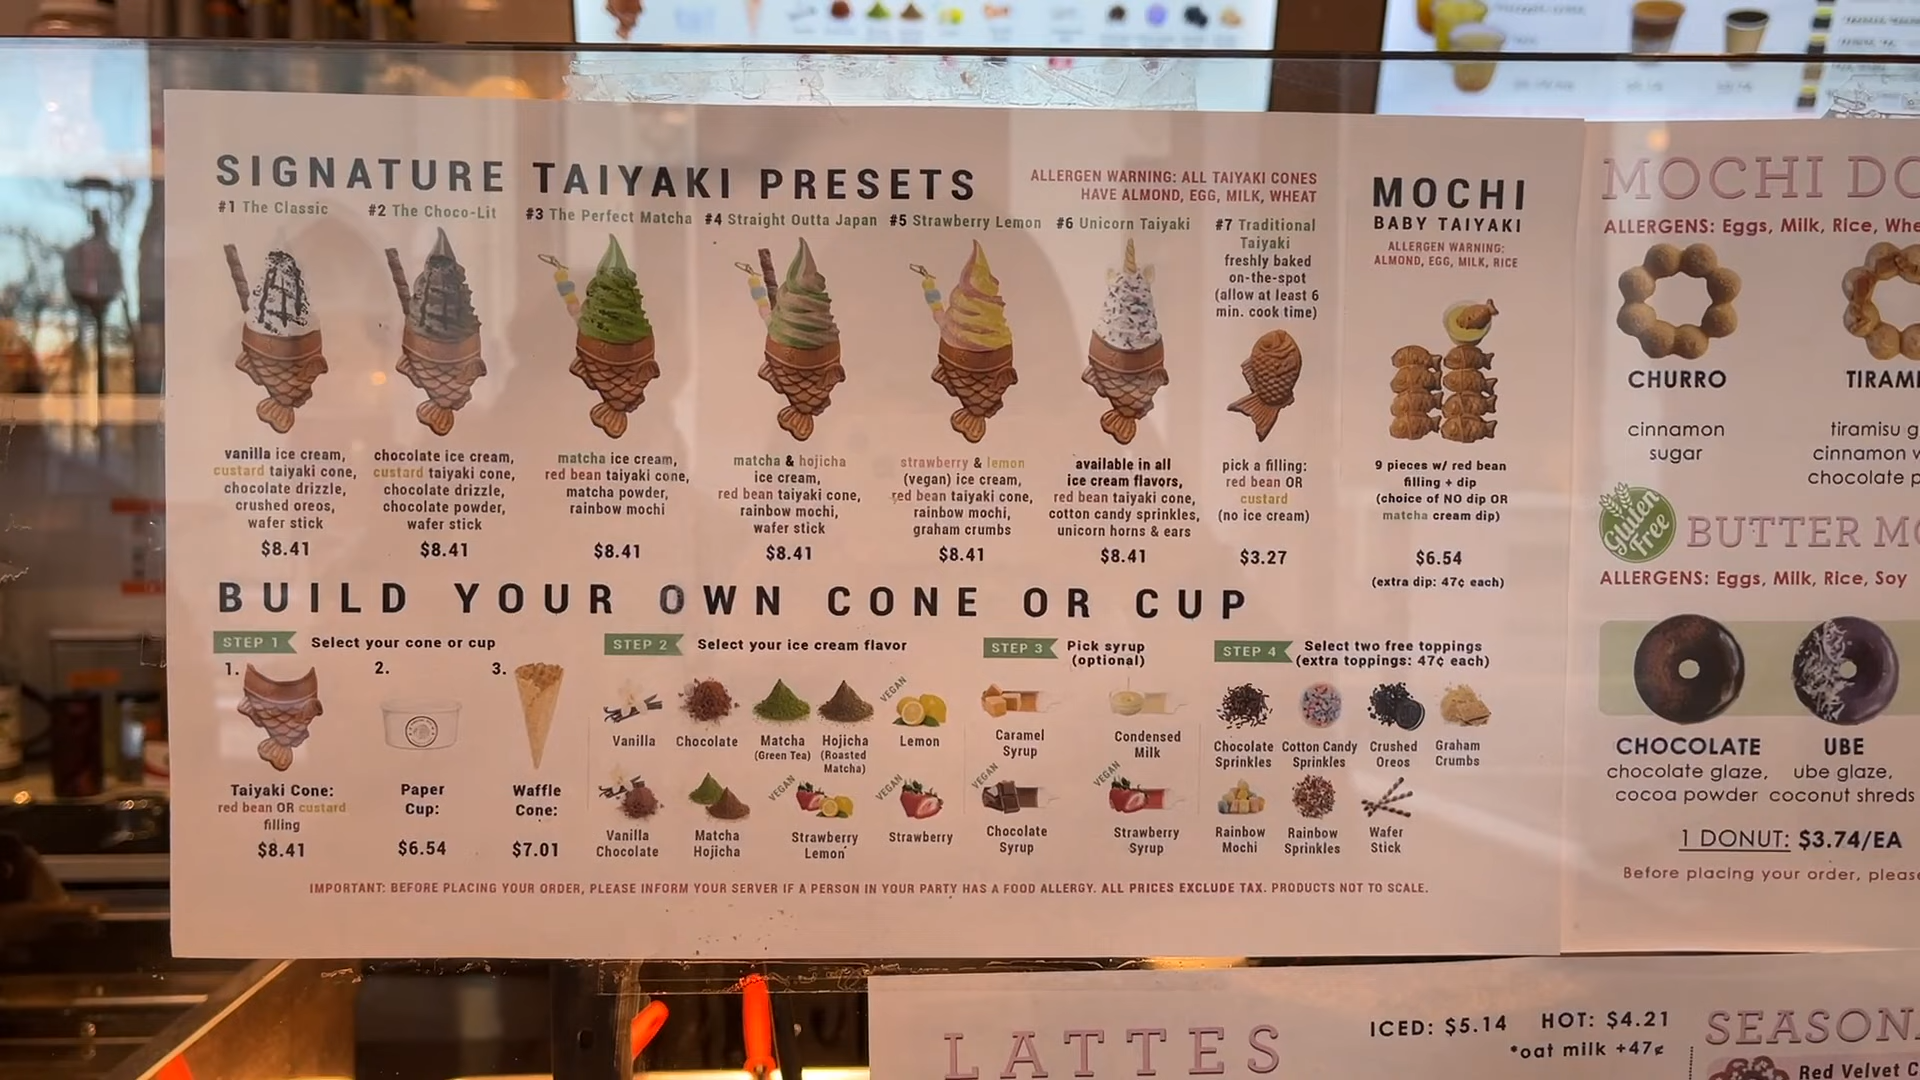 SIGNATURE TAIYAKI PRESETS
ALLERGEN WARNING: ALL TAIYAKI CONES
HAVE ALMOND, EGG, MILK, WHEAT
#1 The Classic
vanilla ice cream,
custard taiyaki cone,
chocolate drizzle,
crushed oreos,
wafer stick
$8.41
#2 The Choco-Lit
chocolate ice cream,
custard taiyaki cone,
chocolate drizzle,
chocolate powder,
wafer stick
$8.41
#3 The Perfect Matcha
matcha ice cream,
red bean taiyaki cone,
matcha powder,
rainbow mochi
$8.41
#4 Straight Outta Japan
matcha & hojicha
ice cream,
red bean taiyaki cone,
rainbow mochi,
wafer stick
$8.41
#5 Strawberry Lemon
strawberry & lemon
(vegan) ice cream,
red bean taiyaki cone,
rainbow mochi,
graham crumbs
$8.41
#6 Unicorn Taiyaki
available in all
ice cream flavors,
red bean taiyaki cone,
cotton candy sprinkles,
unicorn horns & ears
$8.41
#7 Traditional
Taiyaki
freshly baked
on-the-spot
(allow at least 6
min. cook time)
pick a filling:
red bean OR
custard
(no ice cream)
$3.27
MOCHI
BABY TAIYAKI
ALLERGEN WARNING:
ALMOND, EGG, MILK, RICE
9 pieces w/ red bean
filling + dip
(choice of NO dip OR
matcha cream dip)
$6.54
(extra dip: 47¢ each)
BUILD YOUR OWN CONE OR CUP
STEP 1 Select your cone or cup
1.
Taiyaki Cone:
red bean OR custard
filling
$8.41
2.
Paper
Cup:
$6.54
3.
Waffle
Cone:
$7.01
STEP 2 Select your ice cream flavor
Vanilla
Chocolate
Matcha
(Green Tea)
Hojicha
(Roasted
Matcha)
VEGAN
Lemon
Vanilla
Chocolate
Matcha
Hojicha
VEGAN
Strawberry
Lemon
VEGAN
Strawberry
STEP 3 Pick syrup
(optional)
Caramel
Syrup
Condensed
Milk
VEGAN
Chocolate
Syrup
VEGAN
Strawberry
Syrup
STEP 4 Select two free toppings
(extra toppings: 47¢ each)
Chocolate
Sprinkles
Cotton Candy
Sprinkles
Crushed
Oreos
Graham
Crumbs
Rainbow
Mochi
Rainbow
Sprinkles
Wafer
Stick
IMPORTANT: BEFORE PLACING YOUR ORDER, PLEASE INFORM YOUR SERVER IF A PERSON IN YOUR PARTY HAS A FOOD ALLERGY. ALL PRICES EXCLUDE TAX. PRODUCTS NOT TO SCALE.
MOCHI DO
ALLERGENS: Eggs, Milk, Rice, Whe
CHURRO
cinnamon
sugar
TIRAMI
tiramisu g
cinnamon w
chocolate p
Gluten
Free
BUTTER MO
ALLERGENS: Eggs, Milk, Rice, Soy
CHOCOLATE
chocolate glaze,
cocoa powder
UBE
ube glaze,
coconut shreds
1 DONUT: $3.74/EA
Before placing your order, please
LATTES
ICED: $5.14 HOT: $4.21
*oat milk +47¢
SEASON
Red Velvet C